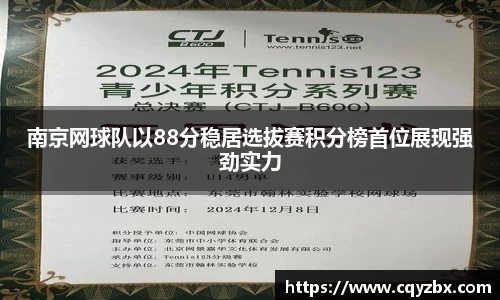 CTJ
B600
Tennis123
www.tennis123.net
2024年Tennis123
青少年积分系列赛
总决赛（CTJ-B600）
南京网球队以88分稳居选拔赛积分榜首位展现强
劲实力
获奖选手：
赛事级别：U14男单
比赛地点：东莞市翰林实验学校网球场
比赛时间：2024年12月8日
积分授予单位：中国网球协会
指导单位：东莞市中小学体育联合会
主办单位：北京网景嘉华文化体育发展有限公司
承办单位：Tennis123分级赛
支持单位：东莞市翰林实验学校
https://www.cqyzbx.com